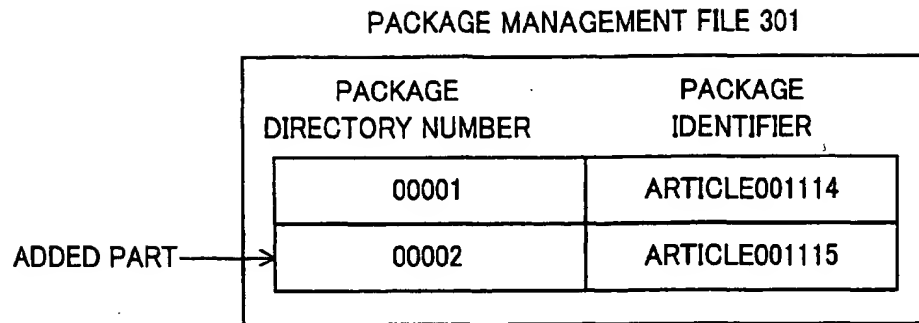 PACKAGE MANAGEMENT FILE 301
PACKAGE DIRECTORY NUMBER
PACKAGE IDENTIFIER
00001 ARTICLE001114
ADDED PART 00002 ARTICLE001115